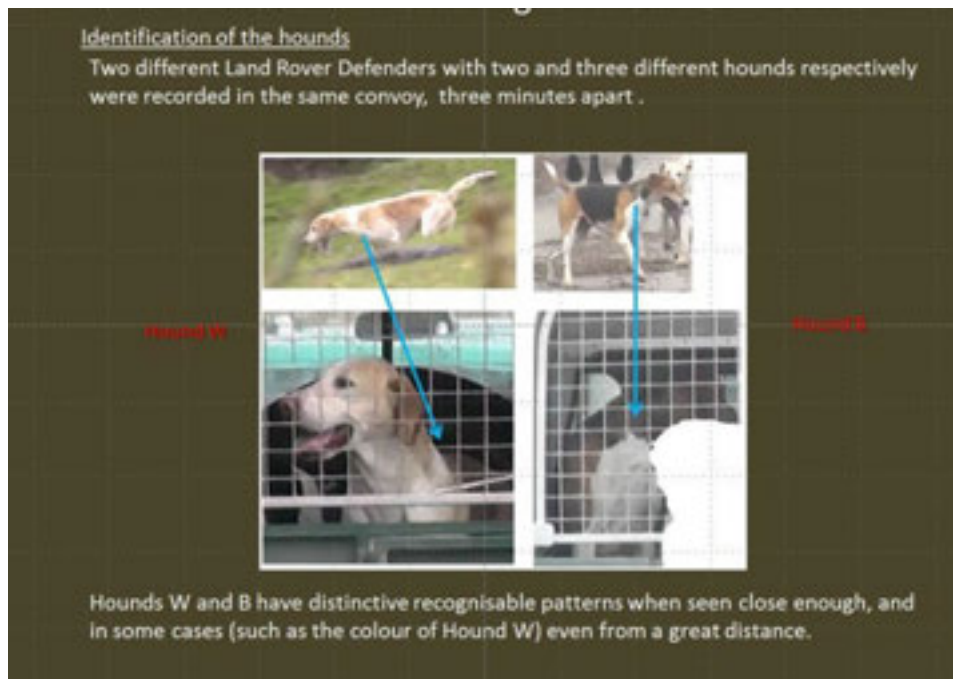 Identification of the hounds
Two different Land Rover Defenders with two and three different hounds respectively
were recorded in the same convoy, three minutes apart .
Hound W
Hound B
Hounds W and B have distinctive recognisable patterns when seen close enough, and
in some cases (such as the colour of Hound W) even from a great distance.